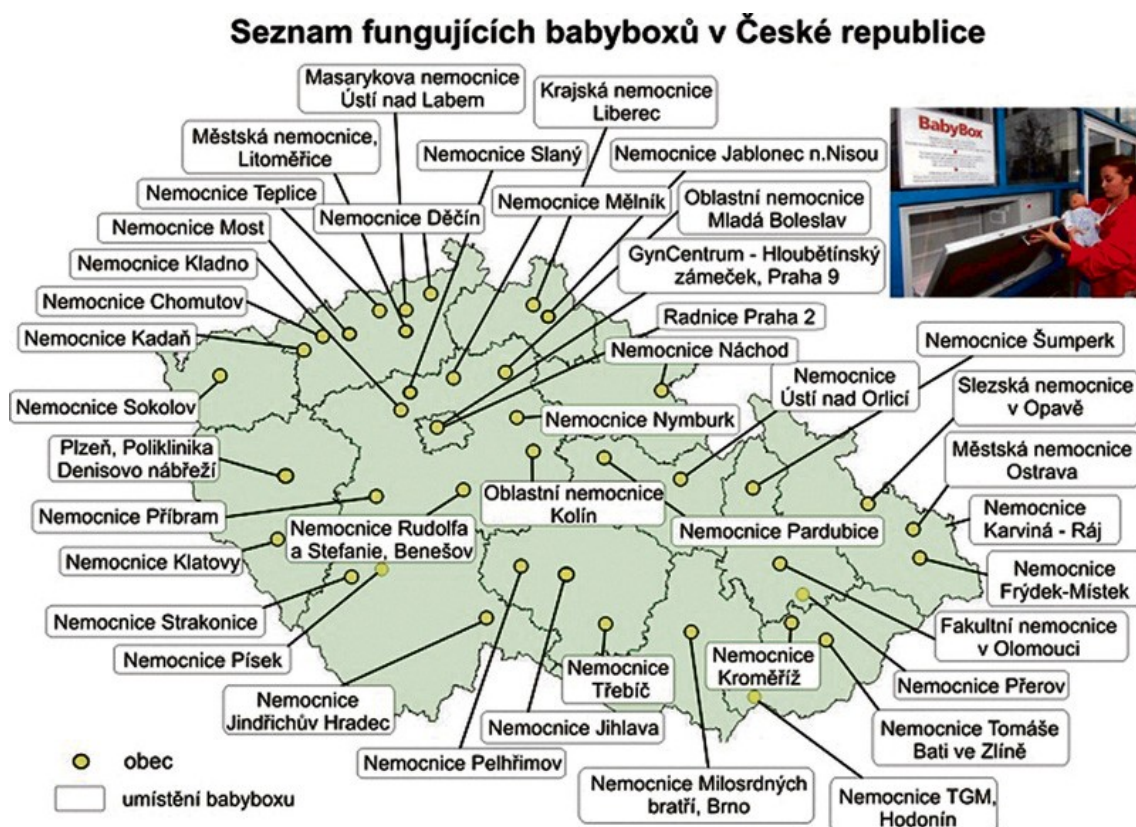 Seznam fungujících babyboxů v České republice
Masarykova nemocnice
Ústí nad Labem
Krajská nemocnice
Liberec
BabyBox
Městská nemocnice,
Litoměřice
Nemocnice Slaný
Nemocnice Jablonec n.Nisou
Nemocnice Teplice
Nemocnice Děčín
Nemocnice Mělník
Oblastní nemocnice
Mladá Boleslav
Nemocnice Most
GynCentrum - Hloubětínský
zámeček, Praha 9
Nemocnice Kladno
Nemocnice Chomutov
Radnice Praha 2
Nemocnice Kadaň
Nemocnice Náchod
Nemocnice Šumperk
Nemocnice
Ústí nad Orlicí
Slezská nemocnice
v Opavě
Nemocnice Sokolov
Nemocnice Nymburk
Plzeň, Poliklinika
Denisovo nábřeží
Městská nemocnice
Ostrava
Oblastní nemocnice
Kolín
Nemocnice
Karviná - Ráj
Nemocnice Příbram
Nemocnice Rudolfa
a Stefanie, Benešov
Nemocnice Pardubice
Nemocnice Klatovy
Nemocnice
Frýdek-Místek
Nemocnice Strakonice
Fakultní nemocnice
v Olomouci
Nemocnice Písek
Nemocnice
Třebíč
Nemocnice
Kroměříž
Nemocnice Přerov
Nemocnice
Jindřichův Hradec
Nemocnice Jihlava
Nemocnice Tomáše
Bati ve Zlíně
Nemocnice Pelhřimov
obec
Nemocnice Milosrdných
bratří, Brno
Nemocnice TGM,
Hodonín
umístění babyboxu